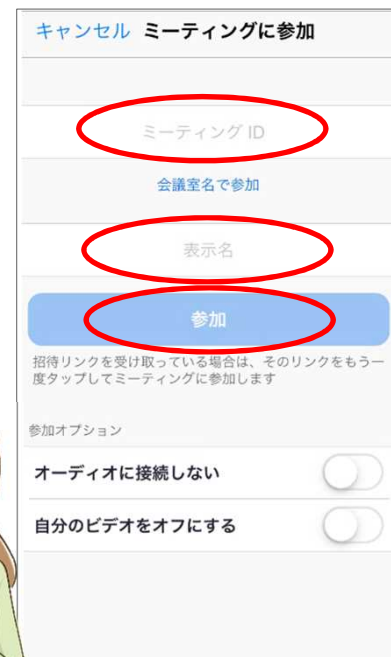 キャンセル ミーティングに参加
ミーティング ID
会議室名で参加
表示名
参加
招待リンクを受け取っている場合は、そのリンクをもう一
度タップしてミーティングに参加します
参加オプション
オーディオに接続しない
自分のビデオをオフにする